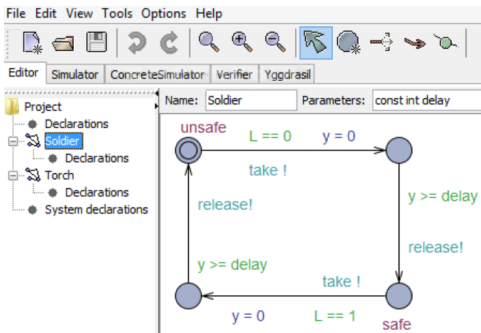 File Edit View Tools Options Help
Editor Simulator ConcreteSimulator Verifier Yggdrasil
Project
Declarations
Soldier
Declarations
Torch
Declarations
System declarations
Name: Soldier Parameters: const int delay
unsafe L == 0 y = 0
take !
release!
y >= delay
release!
y >= delay
take !
y = 0 L == 1 safe